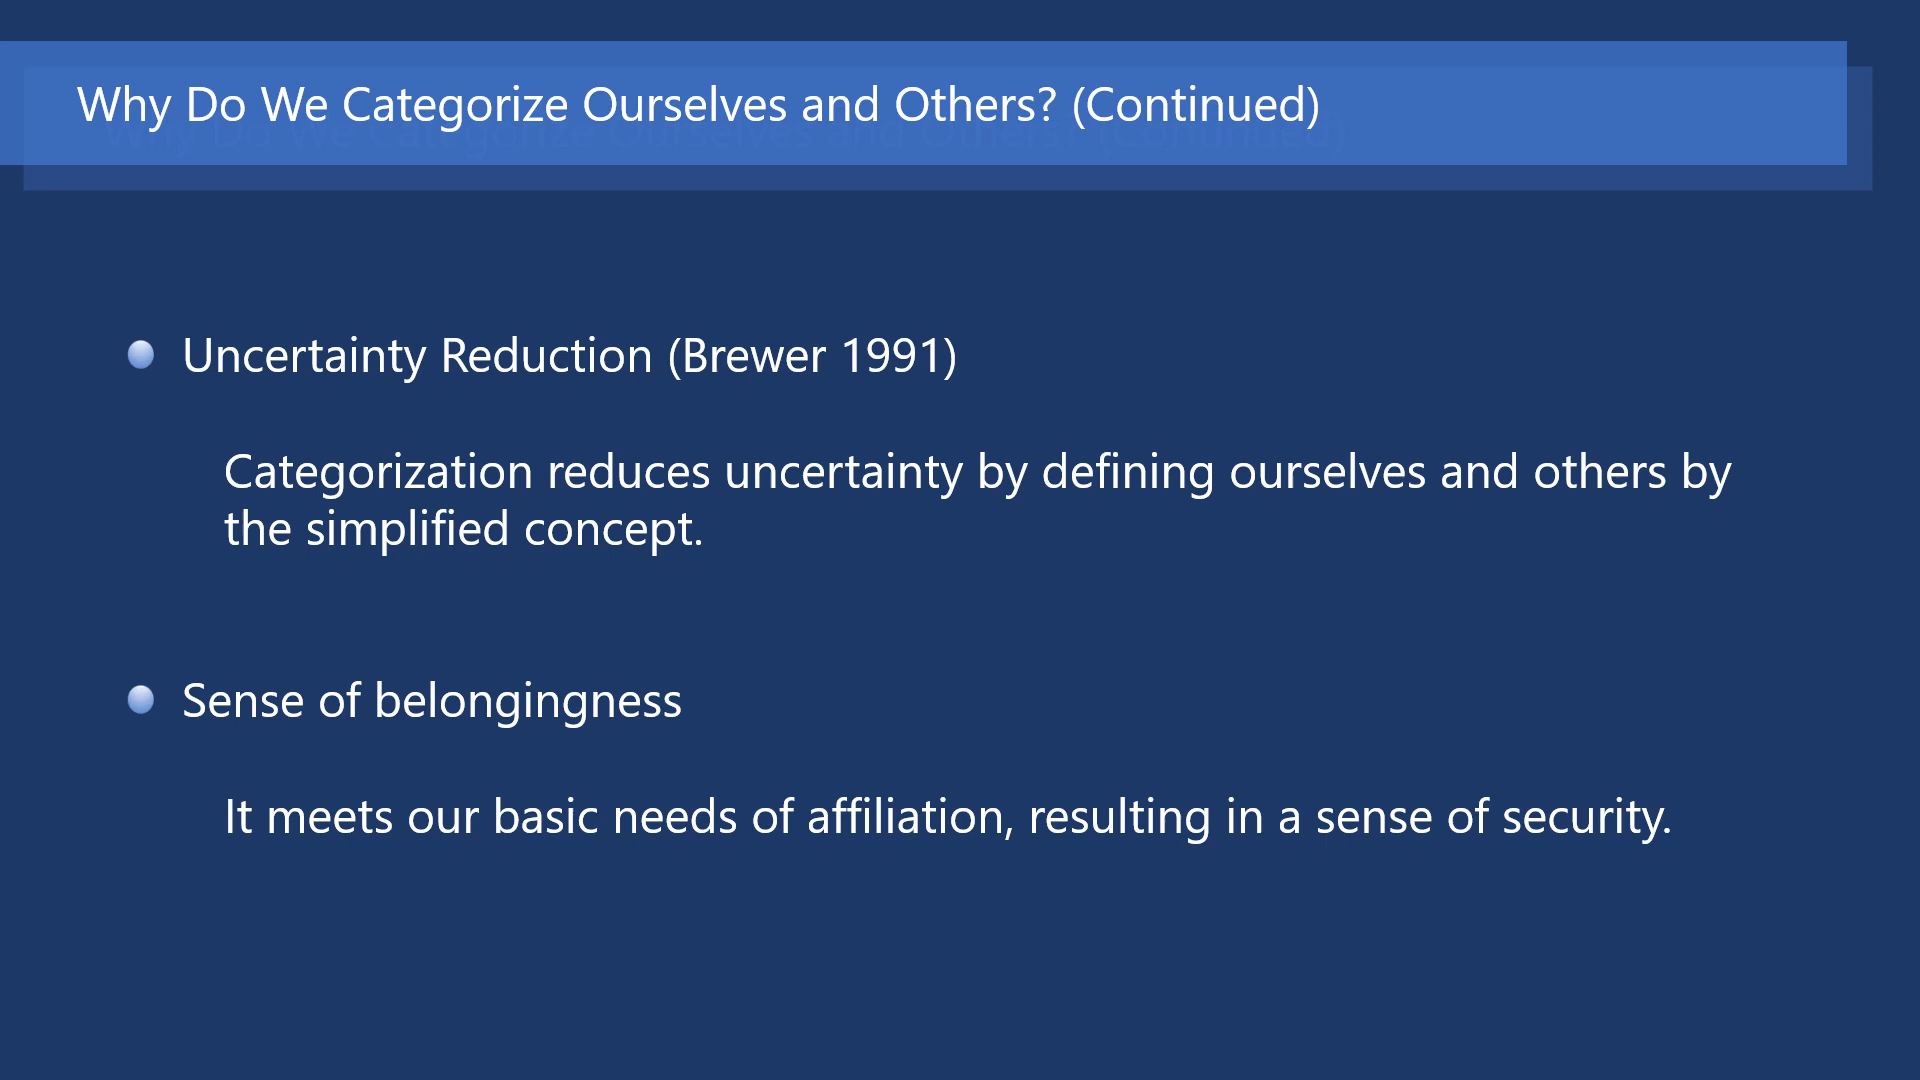 Why Do We Categorize Ourselves and Others? (Continued)
Uncertainty Reduction (Brewer 1991)
Categorization reduces uncertainty by defining ourselves and others by
the simplified concept.
Sense of belongingness
It meets our basic needs of affiliation, resulting in a sense of security.